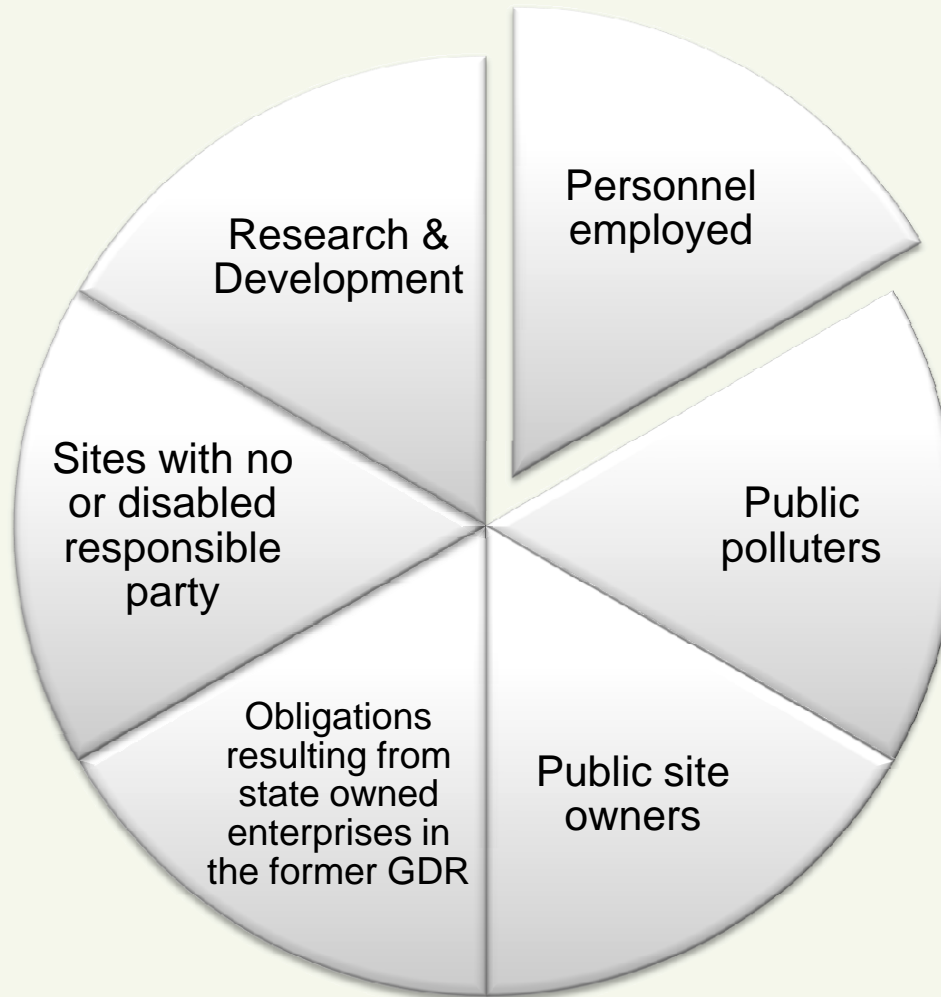 Personnel
employed
Public
polluters
Public site
owners
Obligations
resulting from
state owned
enterprises in
the former GDR
Sites with no
or disabled
responsible
party
Research &
Development